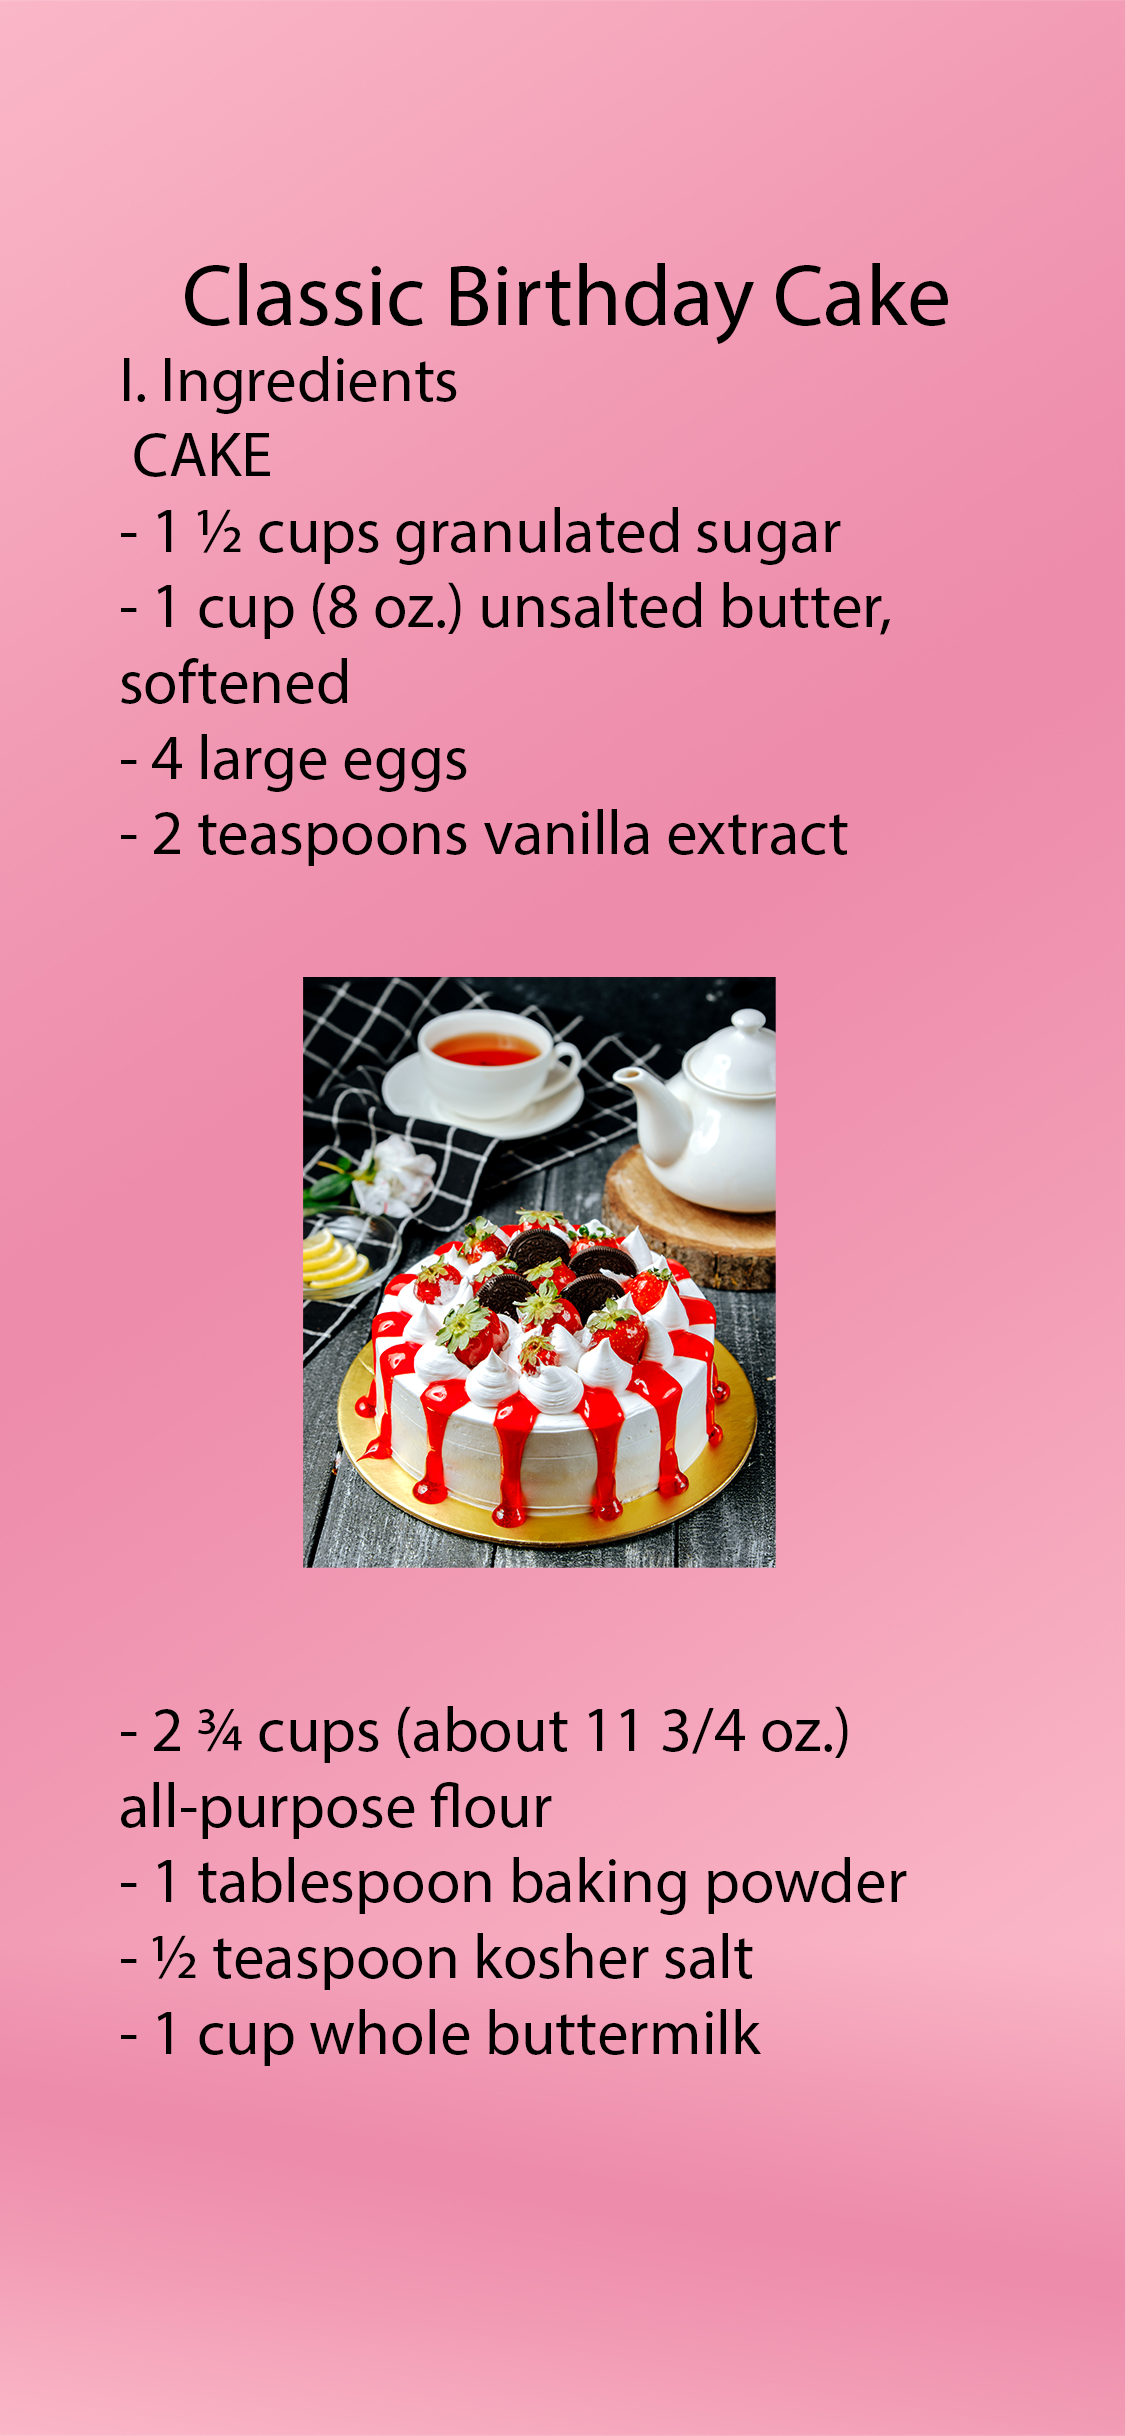 Classic Birthday Cake
I. Ingredients
CAKE
- 1 ½ cups granulated sugar
- 1 cup (8 oz.) unsalted butter,
softened
- 4 large eggs
- 2 teaspoons vanilla extract
- 2 ¾ cups (about 11 3/4 oz.)
all-purpose flour
- 1 tablespoon baking powder
- ½ teaspoon kosher salt
- 1 cup whole buttermilk